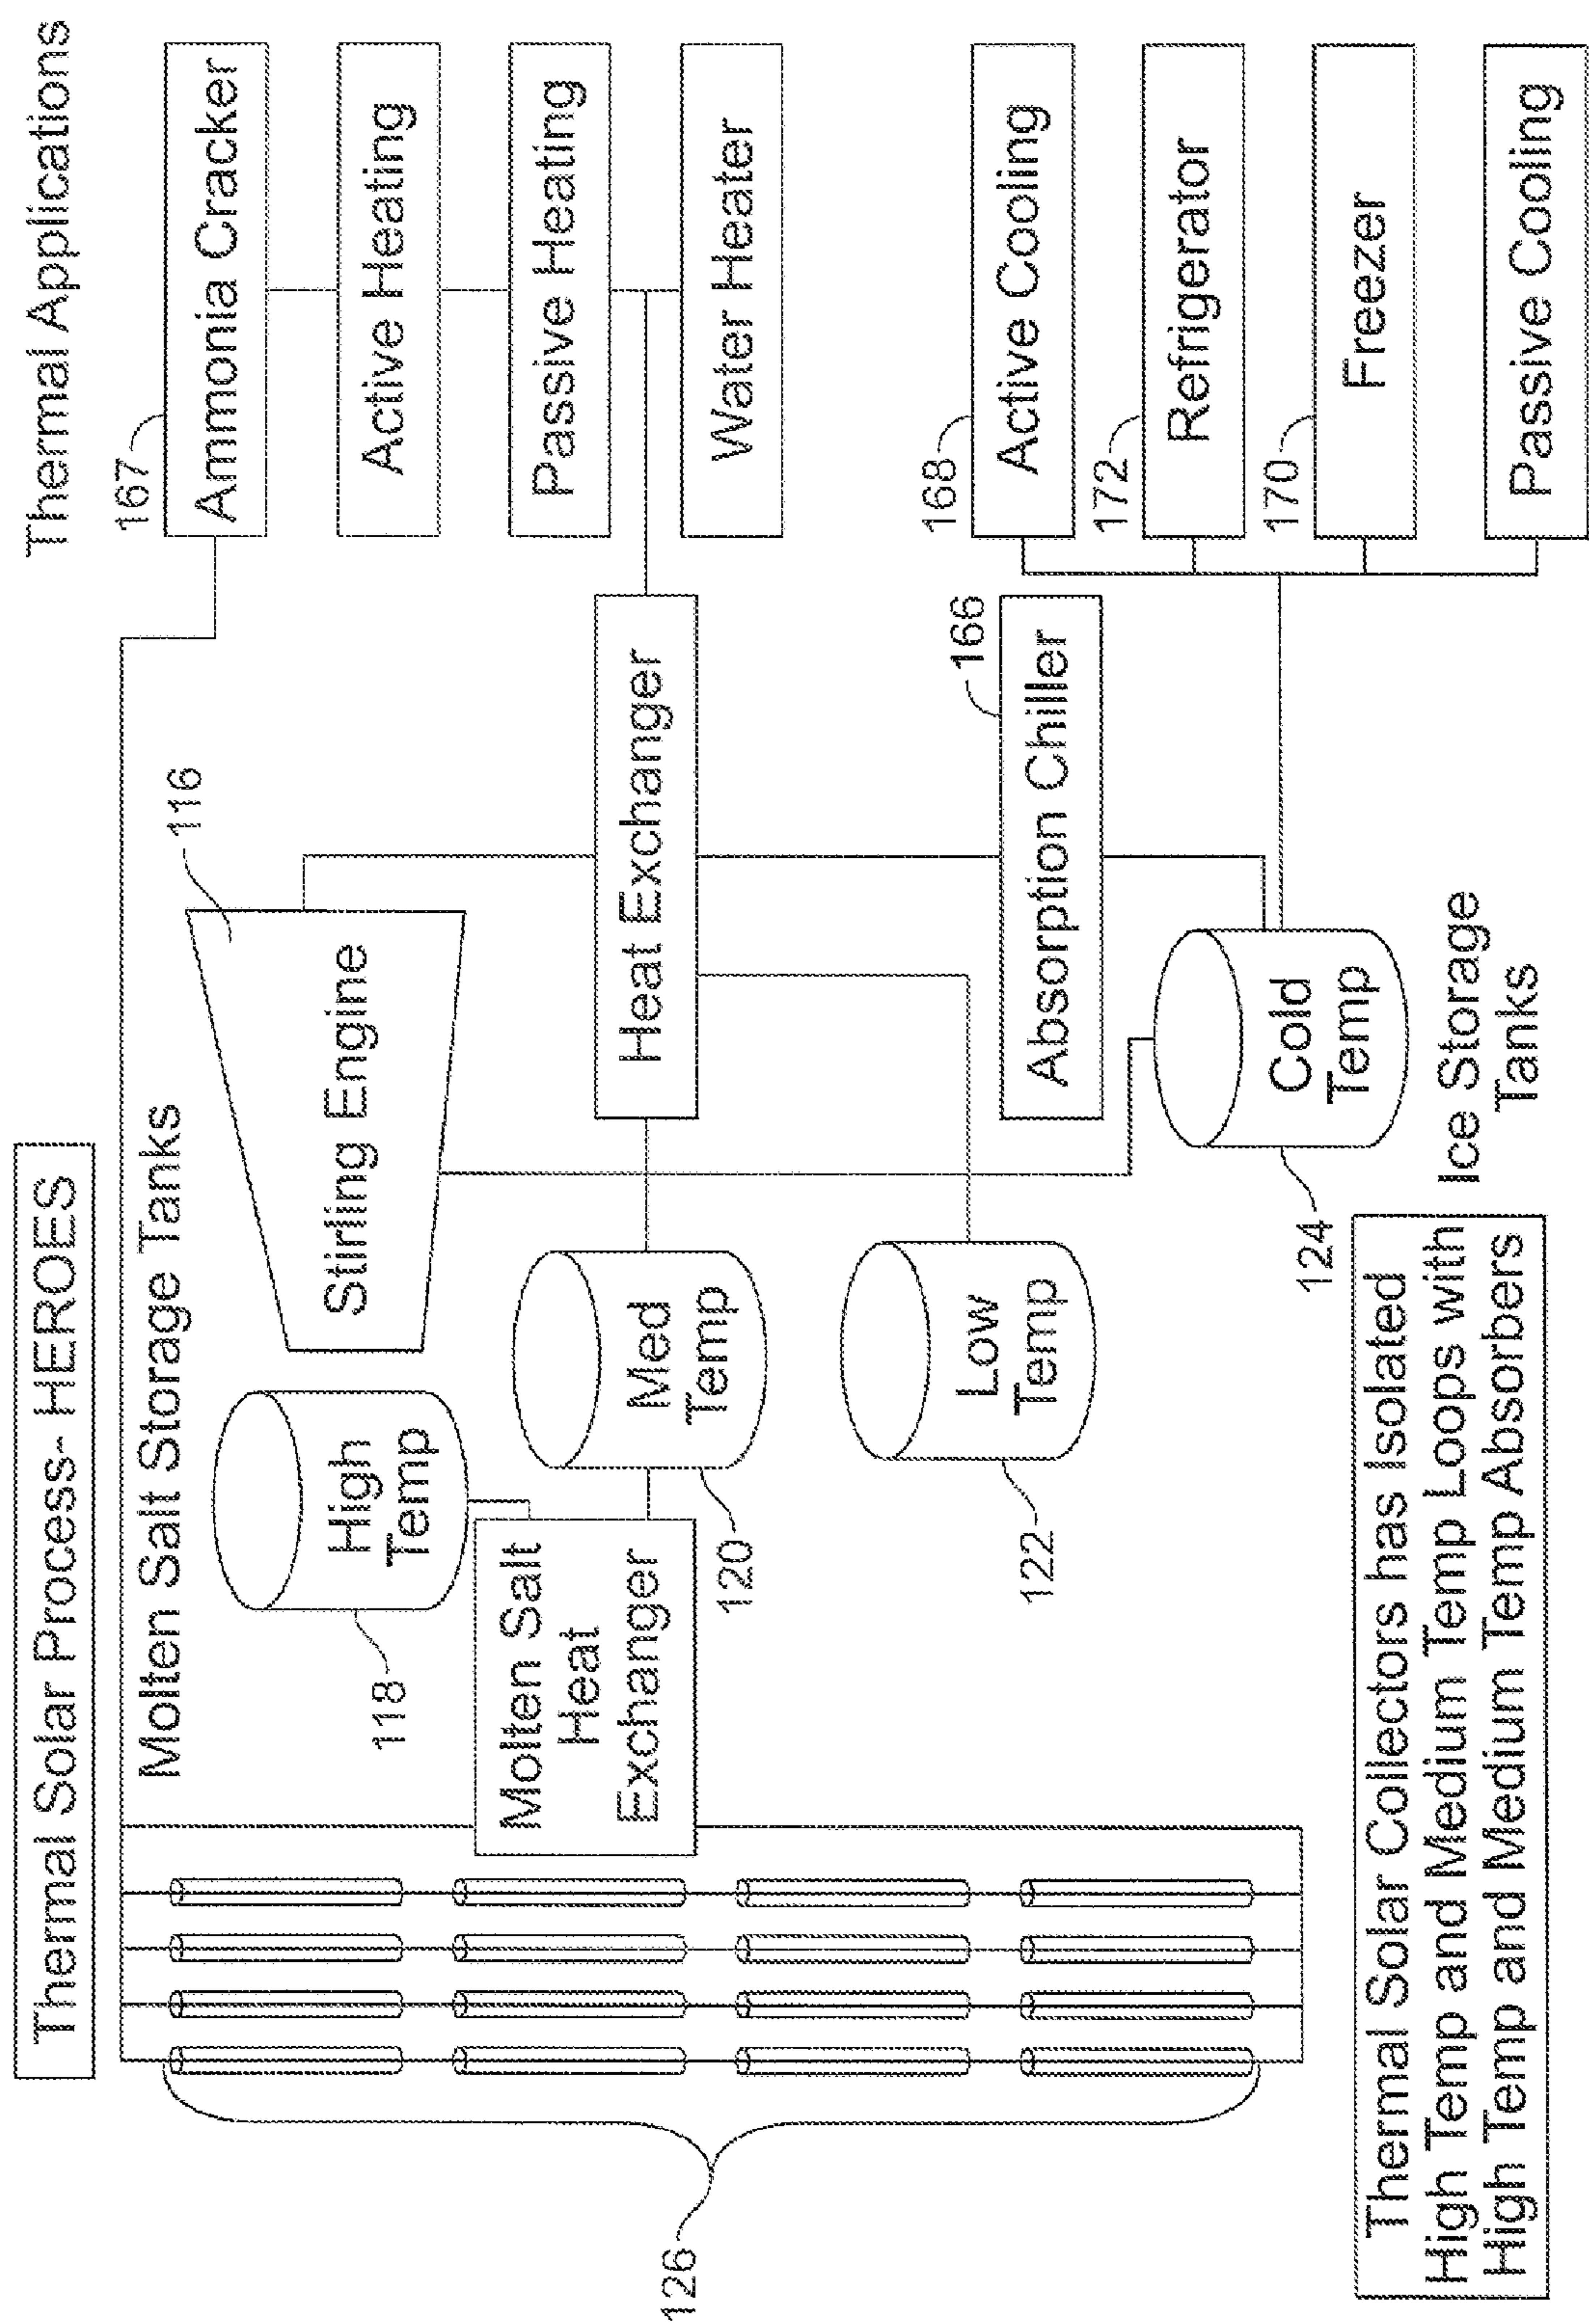 Thermal Solar Process- HEROES
Thermal Applications
Molten Salt Storage Tanks
116
167
Ammonia Cracker
Stirling Engine
High
Temp
118
Active Heating
Molten Salt
Heat
Exchanger
Med
Temp
120
Heat Exchanger
Passive Heating
Water Heater
126
Low
Temp
122
166
Absorption Chiller
168
Active Cooling
172
Refrigerator
Cold
Temp
124
170
Freezer
Ice Storage
Tanks
Passive Cooling
Thermal Solar Collectors has Isolated
High Temp and Medium Temp Loops with
High Temp and Medium Temp Absorbers